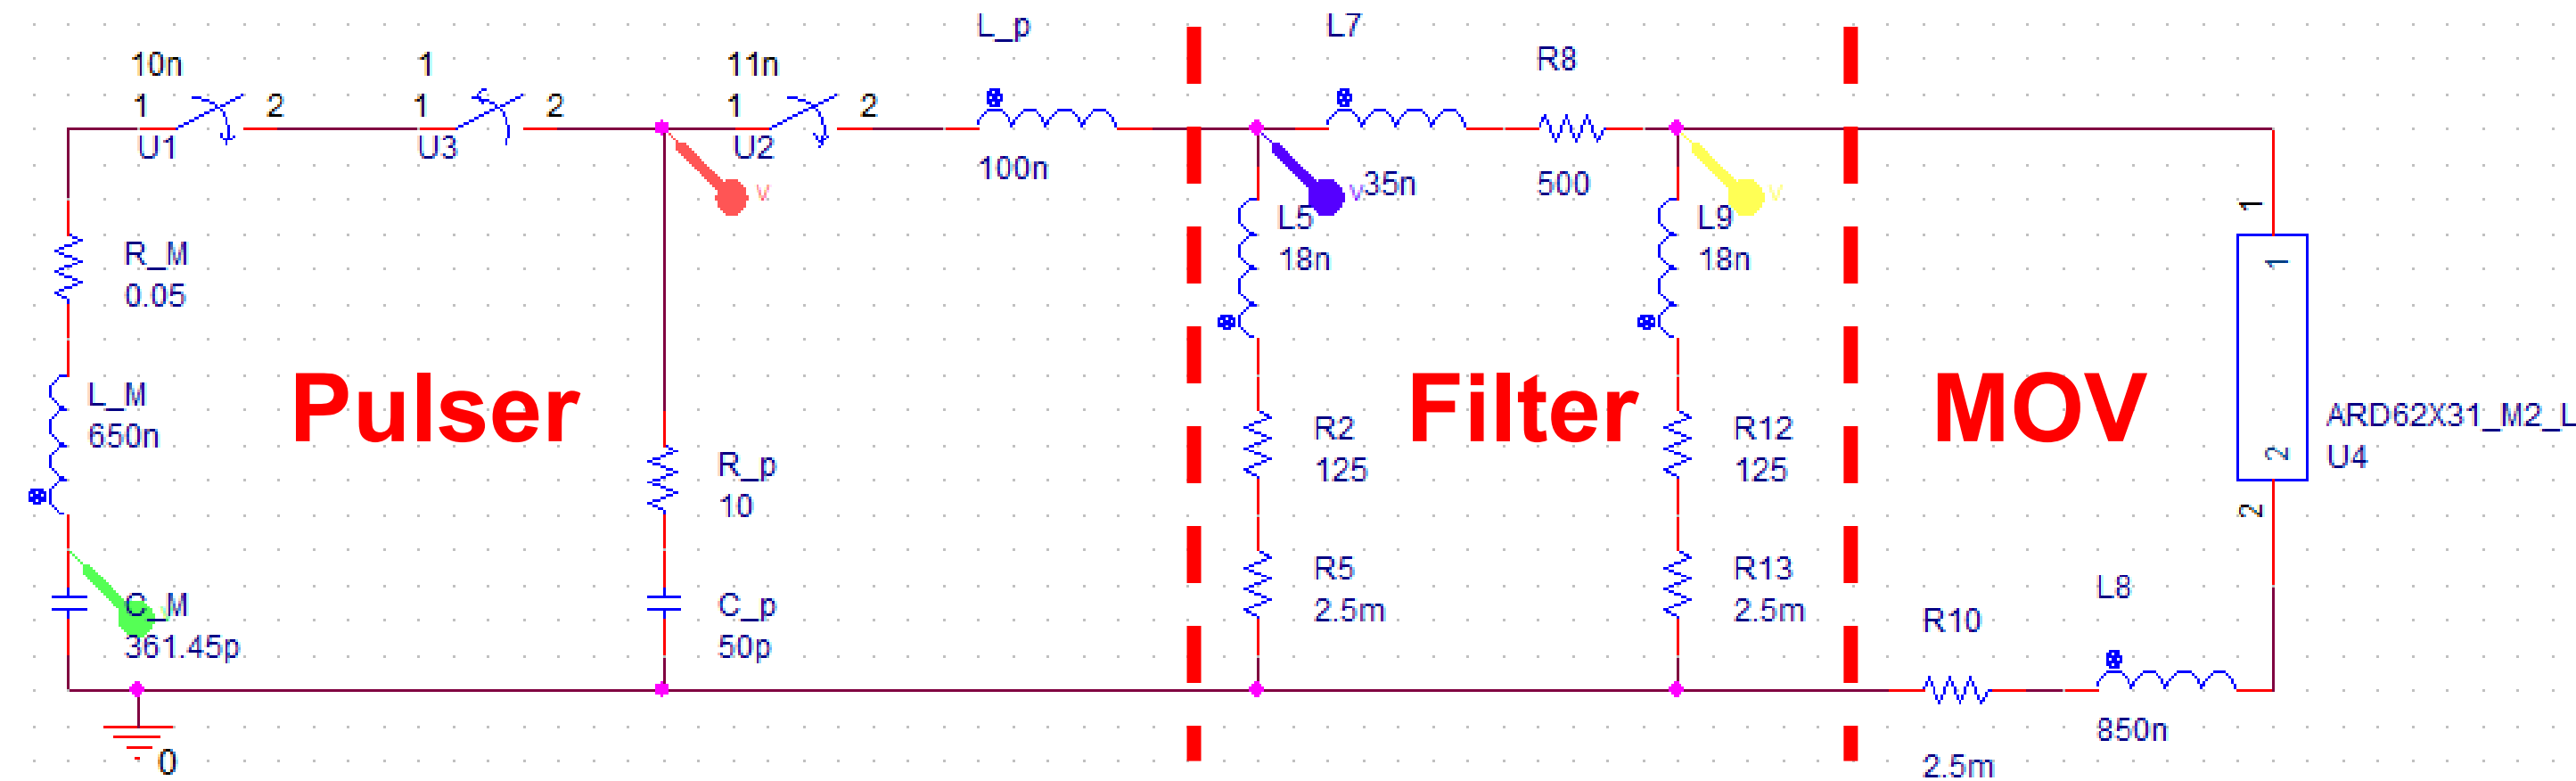 L_p
L7
10n
1
11n
R8
1
2
1
2
1
2
U1
U3
U2
100n
V
V
35n
500
V
1
L5
18n
L9
18n
R_M
0.05
1
L_M
650n
Pulser
Filter
MOV
R_p
10
R2
125
R12
125
2
ARD62X31_M2_L
U4
2
C_M
361.45p
C_p
50p
R5
2.5m
R13
2.5m
L8
R10
850n
0
2.5m